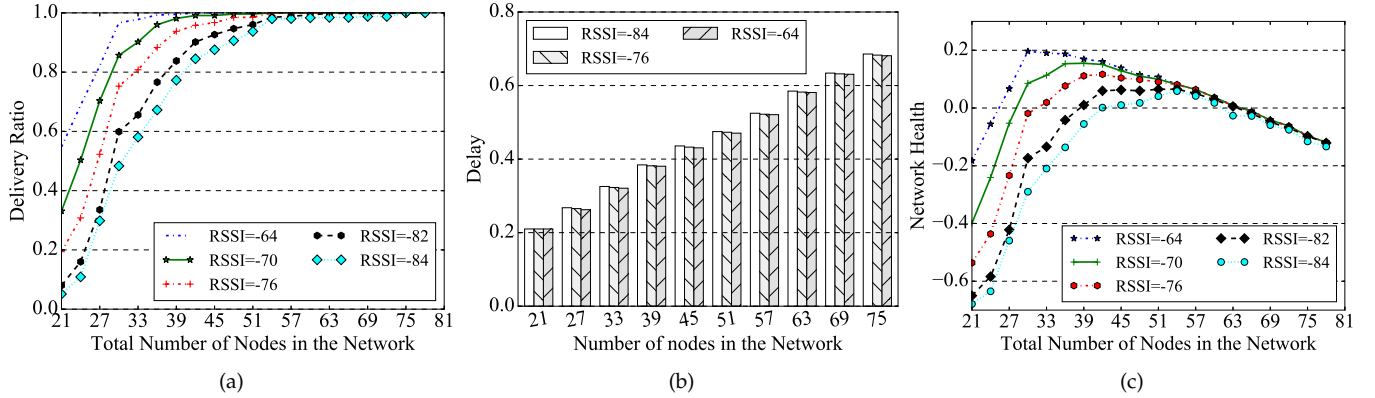 1.0
0.8
0.6
0.4
0.2
0.0
Delivery Ratio
RSSI=-64
RSSI=-70
RSSI=-76
RSSI=-82
RSSI=-84
21 27 33 39 45 51 57 63 69 75 81
Total Number of Nodes in the Network
(a)
0.8
0.6
0.4
0.2
0.0
Delay
RSSI=-84
RSSI=-76
RSSI=-64
21 27 33 39 45 51 57 63 69 75
Number of nodes in the Network
(b)
0.2
0.0
−0.2
−0.4
−0.6
Network Health
RSSI=-64
RSSI=-70
RSSI=-76
RSSI=-82
RSSI=-84
21 27 33 39 45 51 57 63 69 75 81
Total Number of Nodes in the Network
(c)